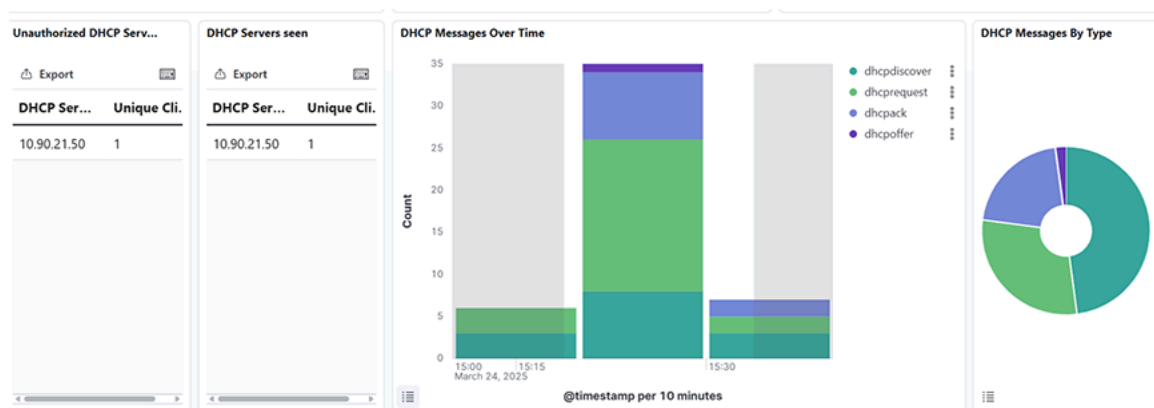 Unauthorized DHCP Serv...
Export
DHCP Ser... Unique Cli.
10.90.21.50 1
DHCP Servers seen
Export
DHCP Ser... Unique Cli.
10.90.21.50 1
DHCP Messages Over Time
35
30
25
20
15
10
5
0
Count
15:00 15:15 15:30
March 24, 2025
@timestamp per 10 minutes
dhcpdiscover
dhcprequest
dhcpack
dhcpoffer
DHCP Messages By Type